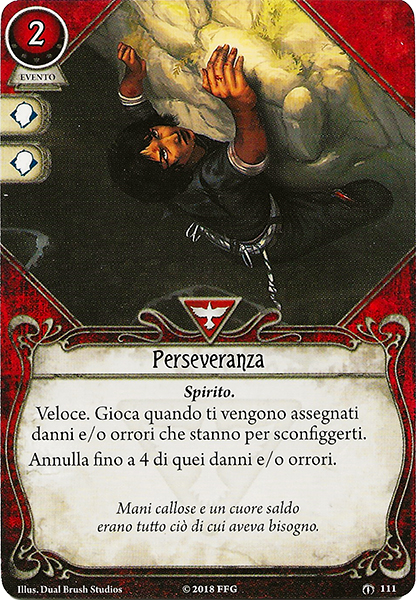 2
EVENTO
Perseveranza
Spirito.
Veloce. Gioca quando ti vengono assegnati
danni e/o orrori che stanno per sconfiggerti.
Annulla fino a 4 di quei danni e/o orrori.
Mani callose e un cuore saldo
erano tutto ciò di cui aveva bisogno.
Illus. Dual Brush Studios © 2018 FFG 111